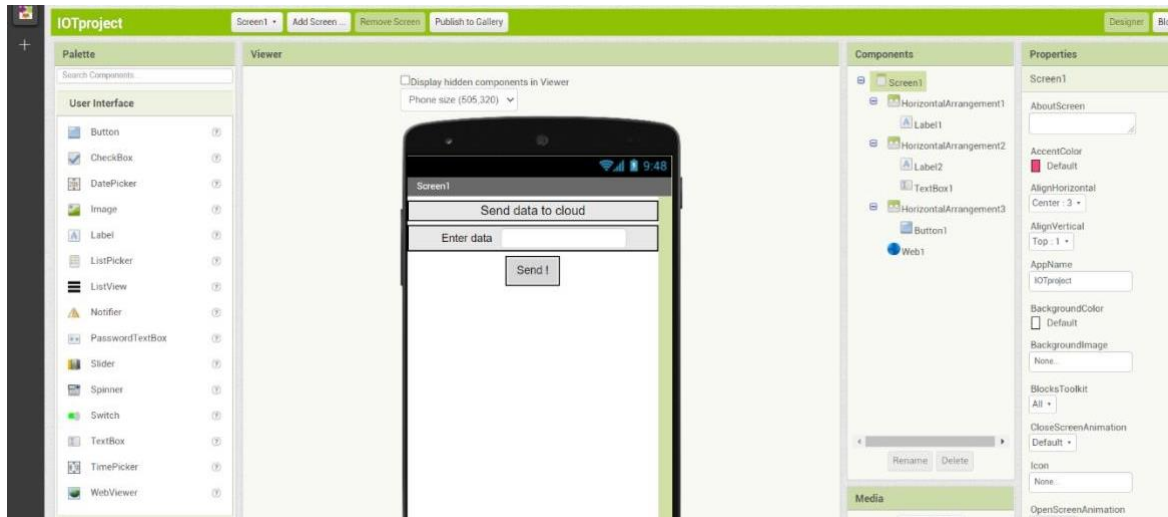 IOTproject
Screen1
Add Screen ...
Remove Screen
Publish to Gallery
Designer
Palette
Search Components...
User Interface
Button
CheckBox
DatePicker
Image
Label
ListPicker
ListView
Notifier
PasswordTextBox
Slider
Spinner
Switch
TextBox
TimePicker
WebViewer
Viewer
Display hidden components in Viewer
Phone size (505,320)
9:48
Screen1
Send data to cloud
Enter data
Send !
Components
Screen1
HorizontalArrangement1
Label1
HorizontalArrangement2
Label2
TextBox1
HorizontalArrangement3
Button1
Web1
Rename Delete
Media
Properties
Screen1
AboutScreen
AccentColor
Default
AlignHorizontal
Center : 3
AlignVertical
Top : 1
AppName
IOTproject
BackgroundColor
Default
BackgroundImage
None...
BlocksToolkit
All
CloseScreenAnimation
Default
Icon
None...
OpenScreenAnimation